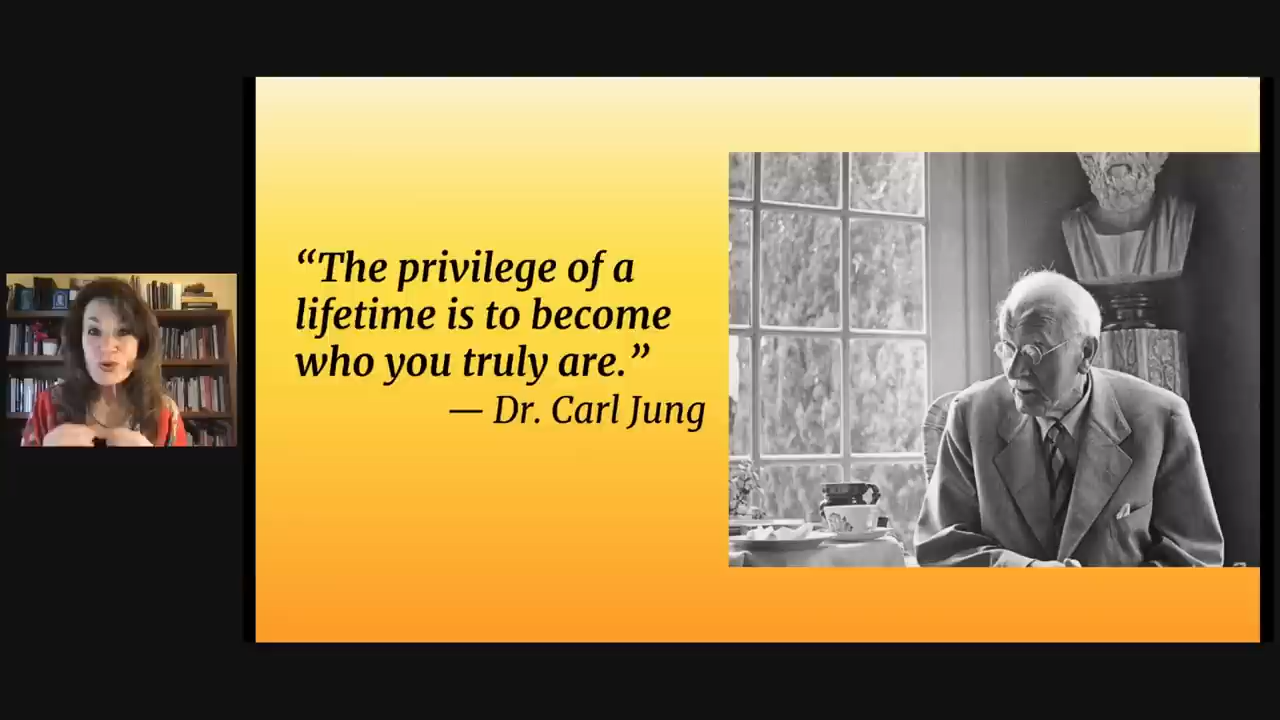 “The privilege of a
lifetime is to become
who you truly are.”
— Dr. Carl Jung